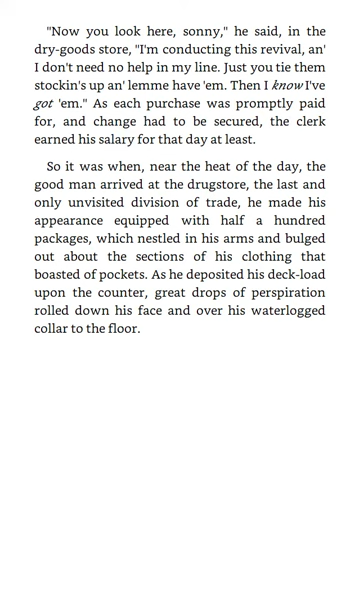 "Now you look here, sonny," he said, in the
dry-goods store, "I'm conducting this revival, an'
I don't need no help in my line. Just you tie them
stockin's up an' lemme have 'em. Then I know I've
got 'em." As each purchase was promptly paid
for, and change had to be secured, the clerk
earned his salary for that day at least.
So it was when, near the heat of the day, the
good man arrived at the drugstore, the last and
only unvisited division of trade, he made his
appearance equipped with half a hundred
packages, which nestled in his arms and bulged
out about the sections of his clothing that
boasted of pockets. As he deposited his deck-load
upon the counter, great drops of perspiration
rolled down his face and over his waterlogged
collar to the floor.